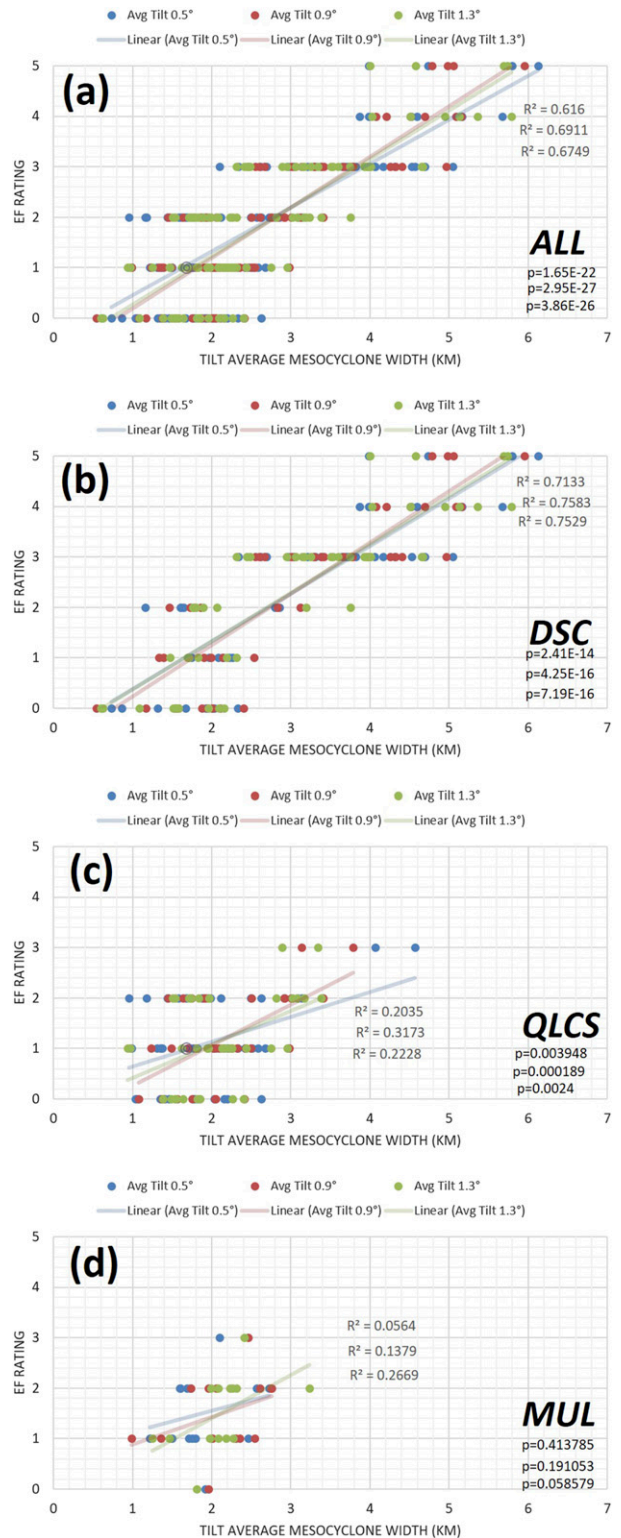 Avg Tilt 0.5° Avg Tilt 0.9° Avg Tilt 1.3°
Linear (Avg Tilt 0.5°) Linear (Avg Tilt 0.9°) Linear (Avg Tilt 1.3°)
(a)
EF RATING
5
4
3
2
1
0
R² = 0.616
R² = 0.6911
R² = 0.6749
ALL
p=1.65E-22
p=2.95E-27
p=3.86E-26
0 1 2 3 4 5 6 7
TILT AVERAGE MESOCYCLONE WIDTH (KM)
Avg Tilt 0.5° Avg Tilt 0.9° Avg Tilt 1.3°
Linear (Avg Tilt 0.5°) Linear (Avg Tilt 0.9°) Linear (Avg Tilt 1.3°)
(b)
EF RATING
5
4
3
2
1
0
R² = 0.7133
R² = 0.7583
R² = 0.7529
DSC
p=2.41E-14
p=4.25E-16
p=7.19E-16
0 1 2 3 4 5 6 7
TILT AVERAGE MESOCYCLONE WIDTH (KM)
Avg Tilt 0.5° Avg Tilt 0.9° Avg Tilt 1.3°
Linear (Avg Tilt 0.5°) Linear (Avg Tilt 0.9°) Linear (Avg Tilt 1.3°)
(c)
EF RATING
5
4
3
2
1
0
R² = 0.2035
R² = 0.3173
R² = 0.2228
QLCS
p=0.003948
p=0.000189
p=0.0024
0 1 2 3 4 5 6 7
TILT AVERAGE MESOCYCLONE WIDTH (KM)
Avg Tilt 0.5° Avg Tilt 0.9° Avg Tilt 1.3°
Linear (Avg Tilt 0.5°) Linear (Avg Tilt 0.9°) Linear (Avg Tilt 1.3°)
(d)
EF RATING
5
4
3
2
1
0
R² = 0.0564
R² = 0.1379
R² = 0.2669
MUL
p=0.413785
p=0.191053
p=0.058579
0 1 2 3 4 5 6 7
TILT AVERAGE MESOCYCLONE WIDTH (KM)